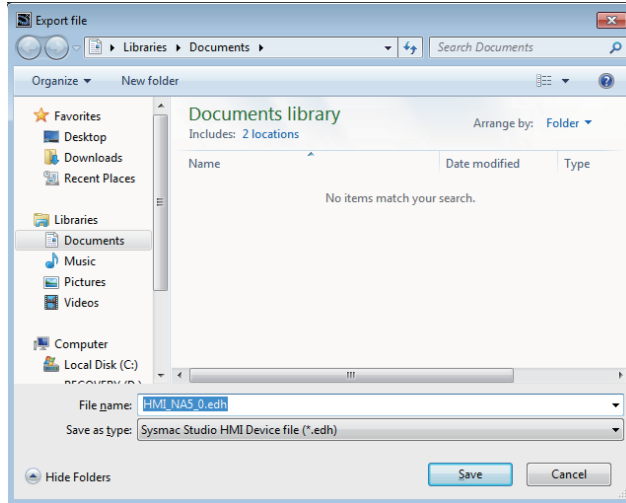 Export file
Libraries Documents Search Documents
Organize New folder
Favorites
Desktop
Downloads
Recent Places
Libraries
Documents
Music
Pictures
Videos
Computer
Local Disk (C:)
Documents library
Includes: 2 locations
Arrange by: Folder
Name Date modified Type
No items match your search.
File name: HMI_NA5_0.edh
Save as type: Sysmac Studio HMI Device file (*.edh)
Hide Folders Save Cancel